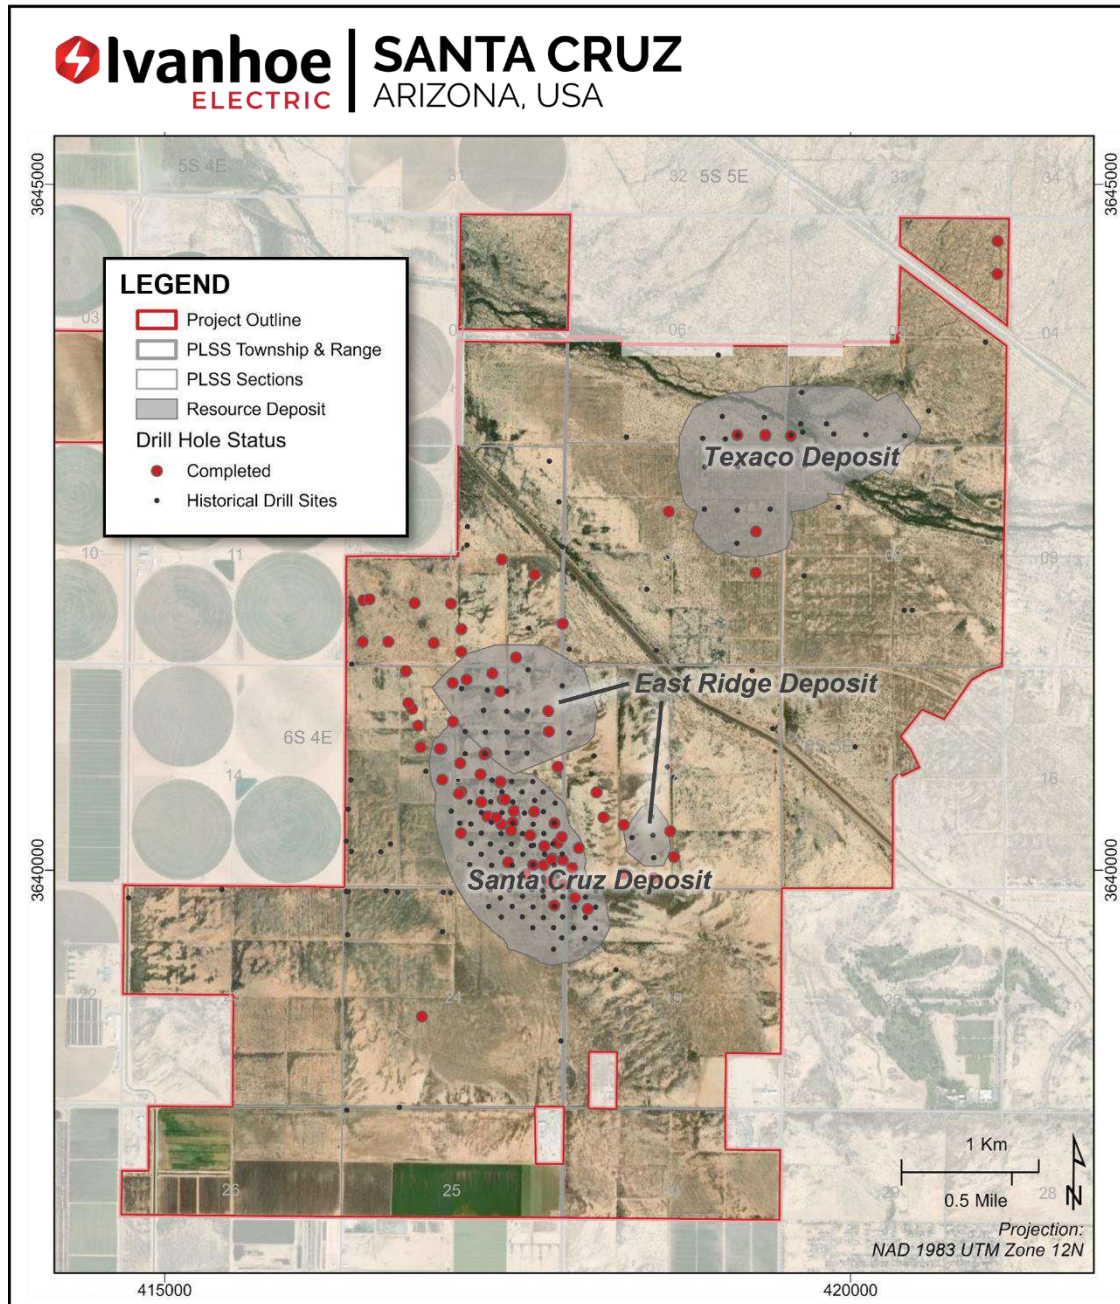 Ivanhoe
ELECTRIC
SANTA CRUZ
ARIZONA, USA
3645000
5S 4E
31
32
5S 5E
33
34
3645000
LEGEND
Project Outline
PLSS Township & Range
PLSS Sections
Resource Deposit
Drill Hole Status
Completed
Historical Drill Sites
03
06
04
Texaco Deposit
10
11
09
East Ridge Deposit
6S 4E
14
16
3640000
Santa Cruz Deposit
3640000
22
24
19
26
25
29
28
1 Km
0.5 Mile
N
Projection:
NAD 1983 UTM Zone 12N
415000
420000